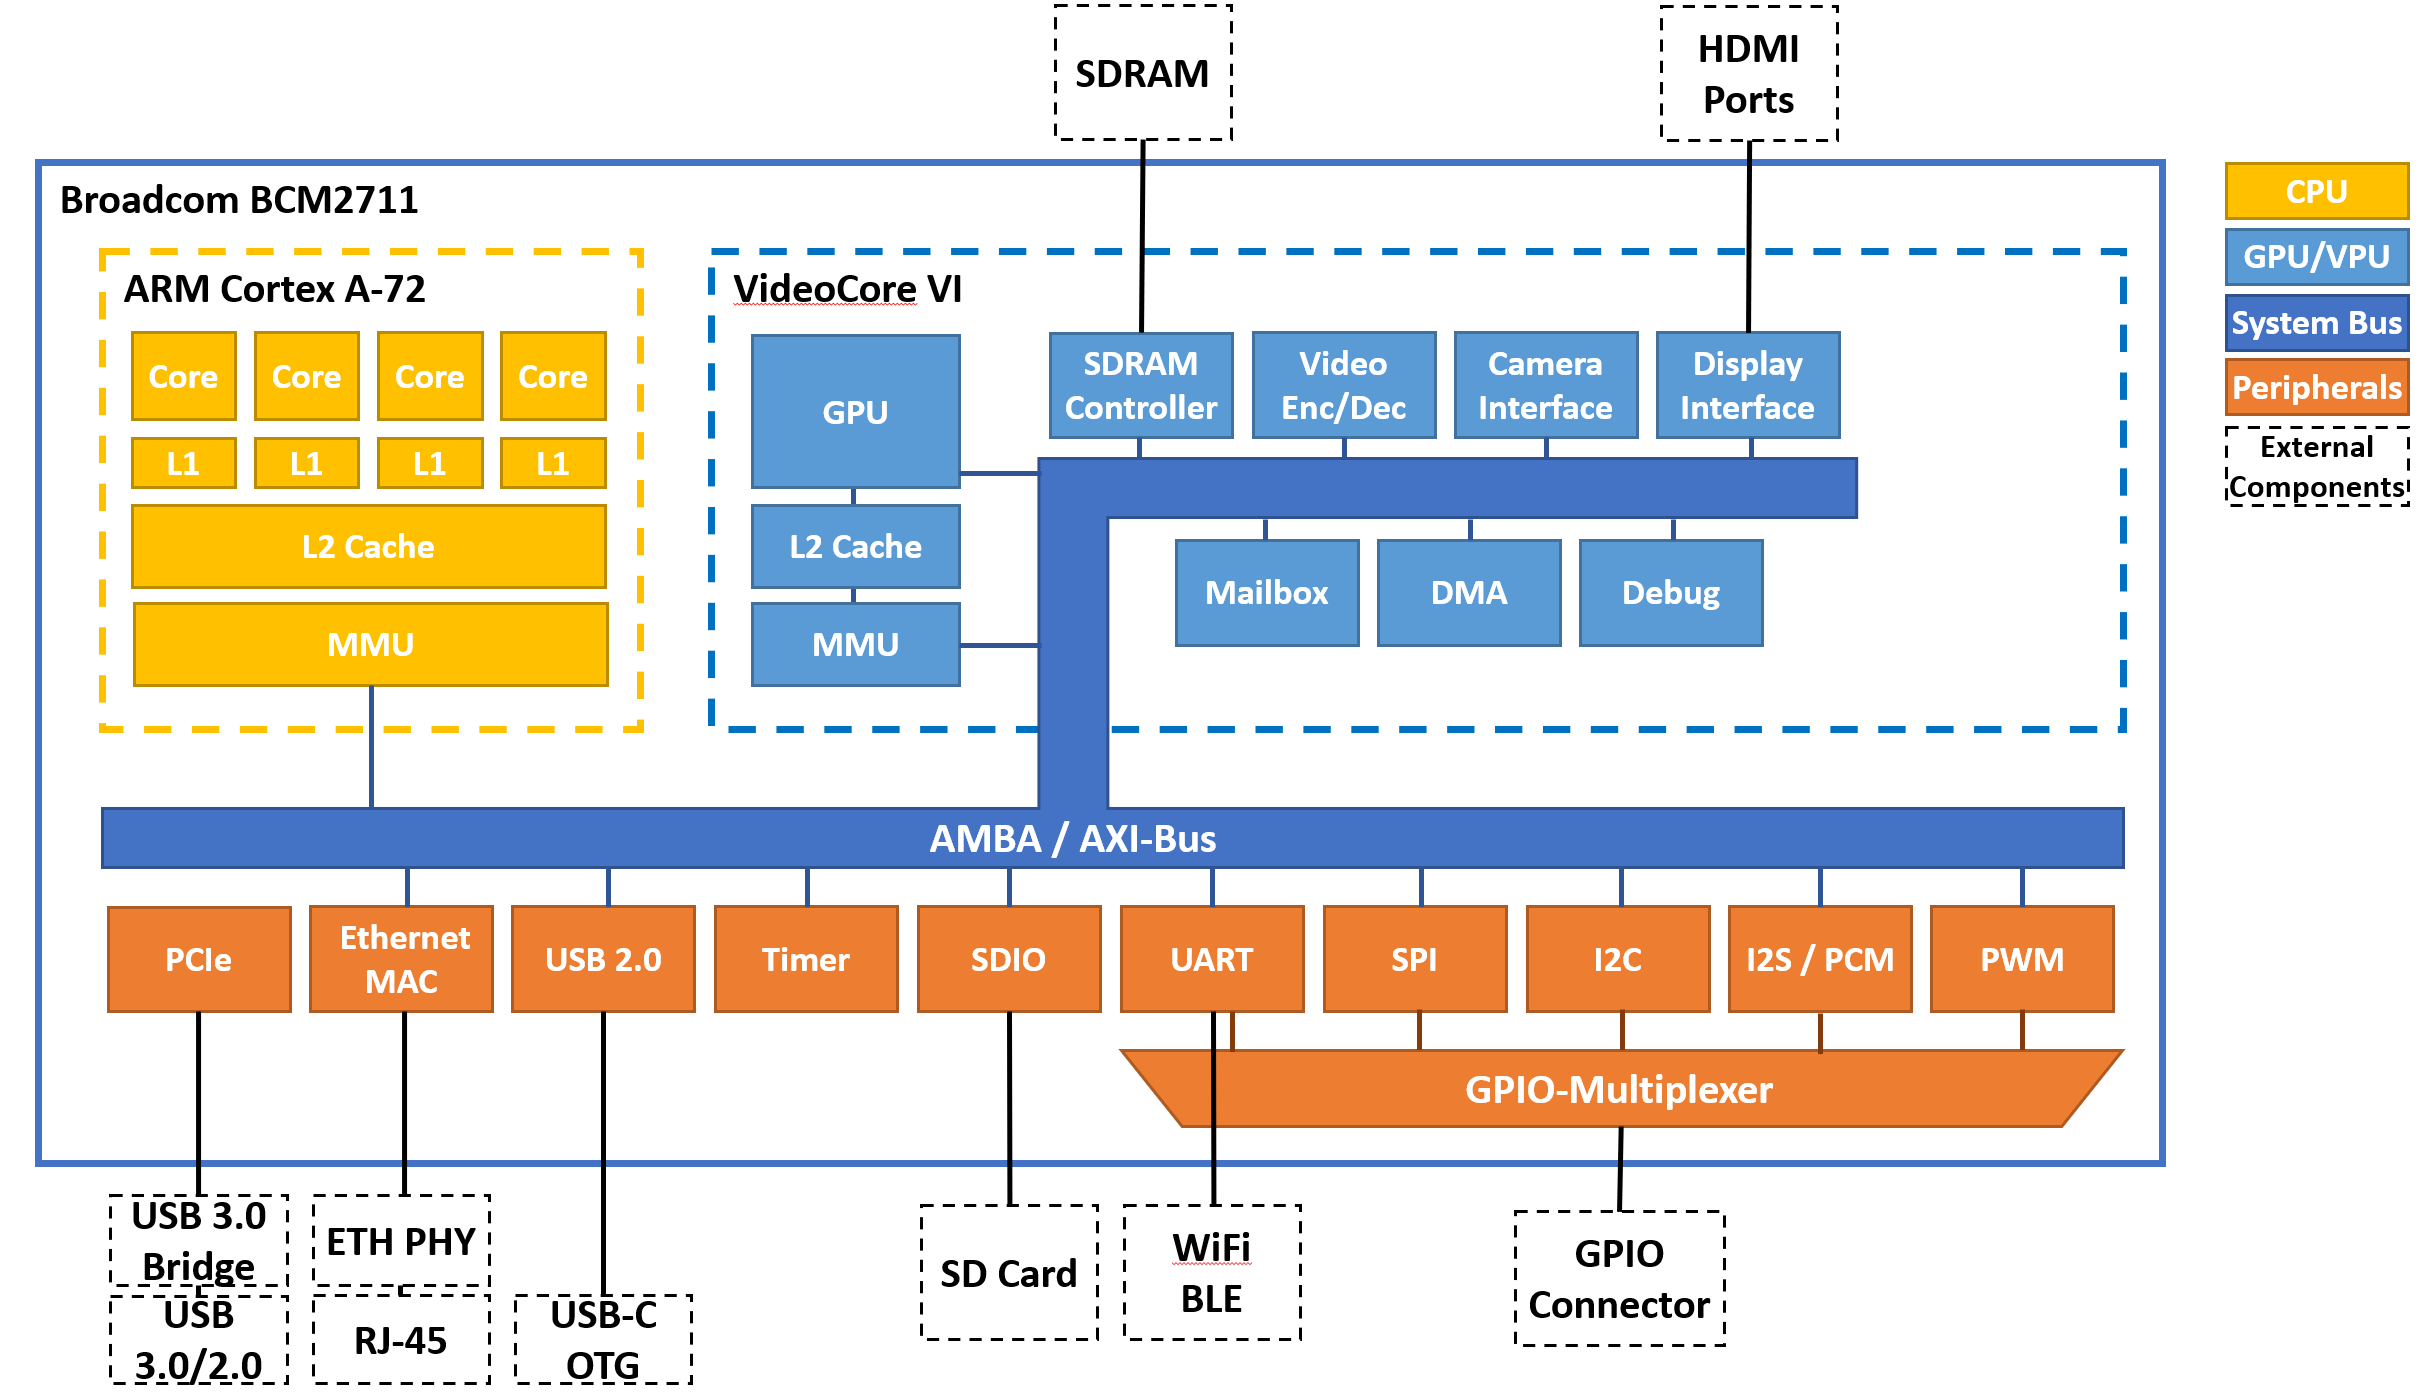 SDRAM
HDMI
Ports
Broadcom BCM2711
ARM Cortex A-72
Core
Core
Core
Core
L1
L1
L1
L1
L2 Cache
MMU
VideoCore VI
GPU
L2 Cache
MMU
SDRAM
Controller
Video
Enc/Dec
Camera
Interface
Display
Interface
Mailbox
DMA
Debug
CPU
GPU/VPU
System Bus
Peripherals
External
Components
AMBA / AXI-Bus
PCIe
Ethernet
MAC
USB 2.0
Timer
SDIO
UART
SPI
I2C
I2S / PCM
PWM
GPIO-Multiplexer
USB 3.0
Bridge
USB
3.0/2.0
ETH PHY
RJ-45
USB-C
OTG
SD Card
WiFi
BLE
GPIO
Connector